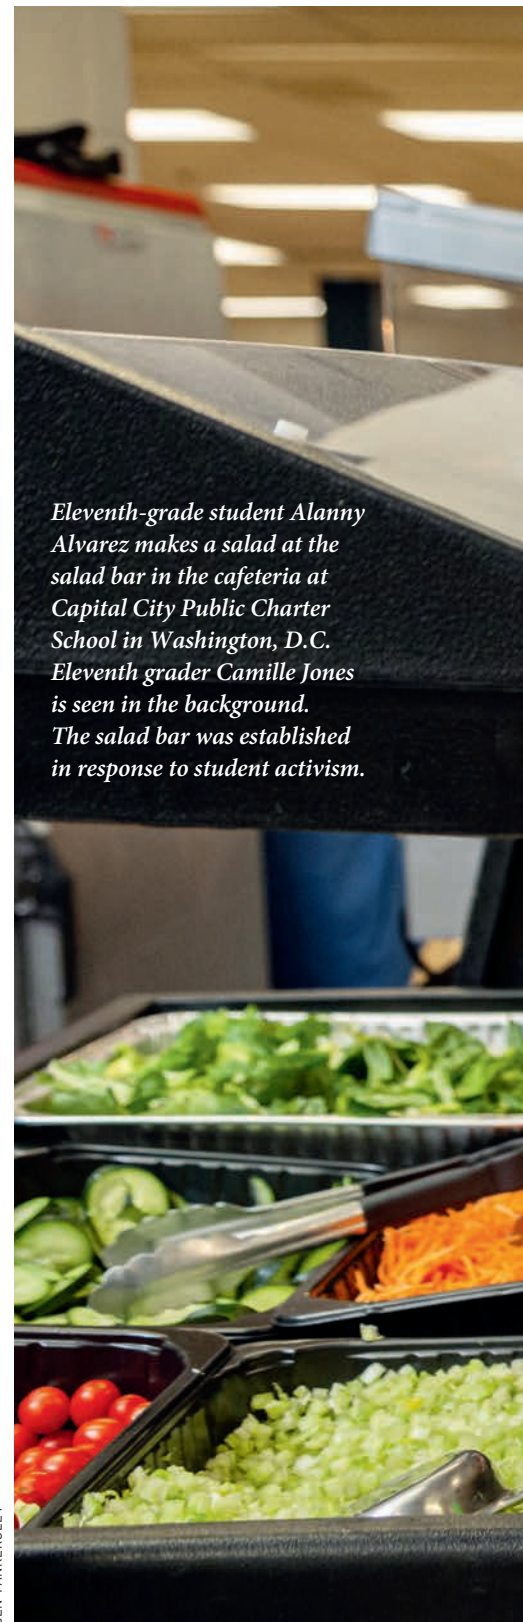 Eleventh-grade student Alanny
Alvarez makes a salad at the
salad bar in the cafeteria at
Capital City Public Charter
School in Washington, D.C.
Eleventh grader Camille Jones
is seen in the background.
The salad bar was established
in response to student activism.